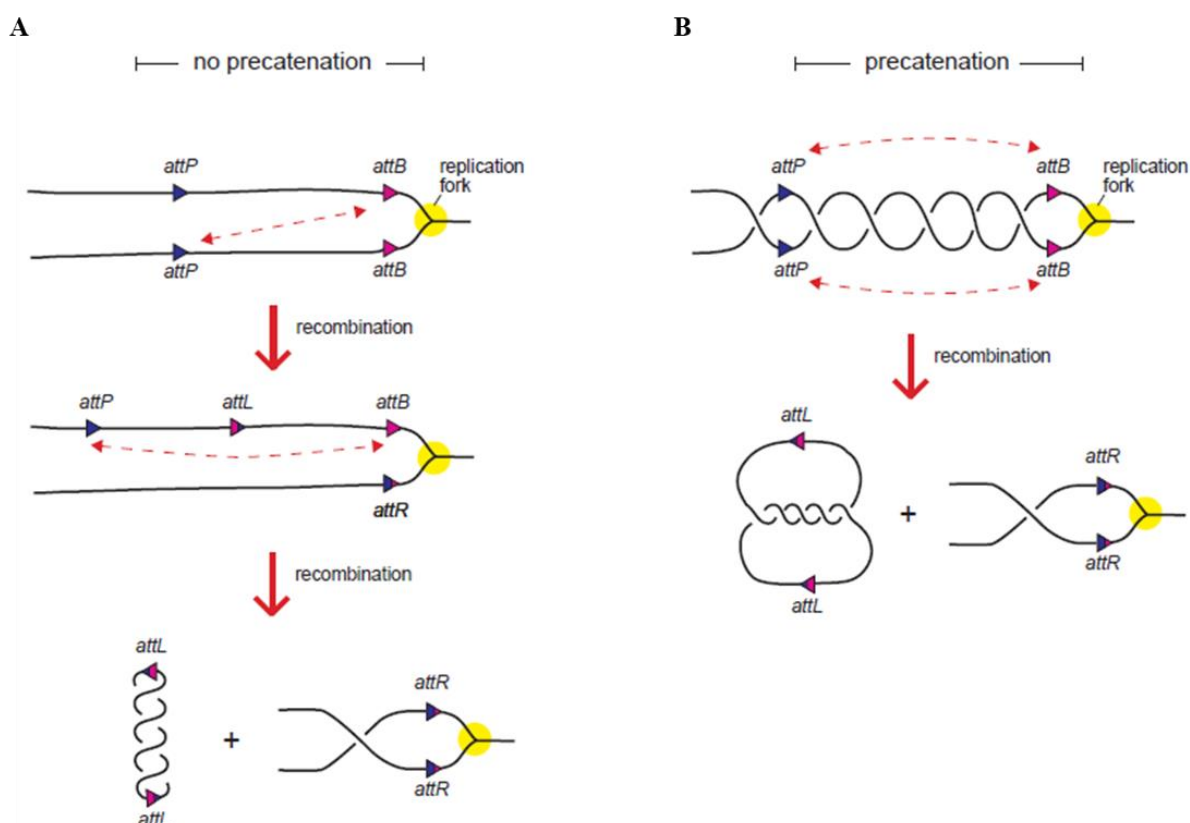 A
no precatenation
attP
attB
replication
fork
attP
attB
recombination
attP
attL
attB
attR
recombination
attL
+
attR
attR
attL
B
precatenation
attP
attB
replication
fork
attP
attB
recombination
attL
attR
+
attR
attL